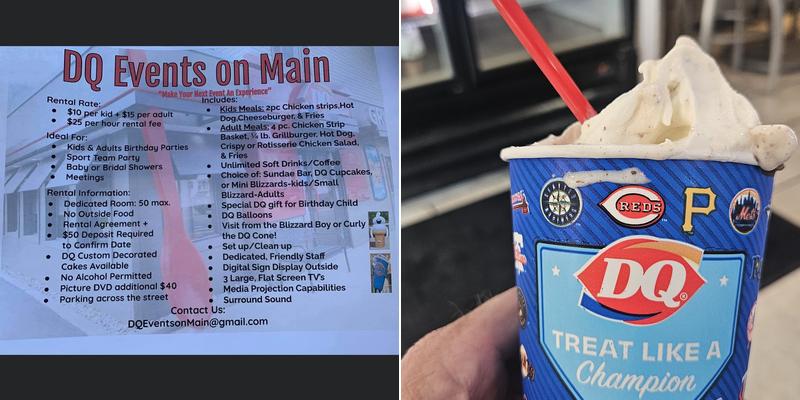 DQ Events on Main
"Make Your Next Event An Experience"
Rental Rate:
• $10 per kid + $15 per adult
• $25 per hour rental fee
Ideal For:
• Kids & Adults Birthday Parties
• Sport Team Party
• Baby or Bridal Showers
• Meetings
Rental Information:
• Dedicated Room: 50 max.
• No Outside Food
• Rental Agreement +
• $50 Deposit Required
to Confirm Date
• DQ Custom Decorated
Cakes Available
• No Alcohol Permitted
• Picture DVD additional $40
• Parking across the street
Includes:
• Kids Meals: 2pc Chicken strips,Hot
Dog,Cheeseburger, & Fries
• Adult Meals: 4 pc. Chicken Strip
Basket, ¼ lb. Grillburger, Hot Dog,
Crispy or Rotisserie Chicken Salad,
& Fries
• Unlimited Soft Drinks/Coffee
• Choice of: Sundae Bar, DQ Cupcakes,
or Mini Blizzards-kids/Small
Blizzard-Adults
• Special DQ gift for Birthday Child
• DQ Balloons
• Visit from the Blizzard Boy or Curly
the DQ Cone!
• Set up/Clean up
• Dedicated, Friendly Staff
• Digital Sign Display Outside
• 3 Large, Flat Screen TV's
• Media Projection Capabilities
• Surround Sound
Contact Us:
DQEventsonMain@gmail.com
REDS
P
Mets
DQ
TREAT LIKE A
Champion